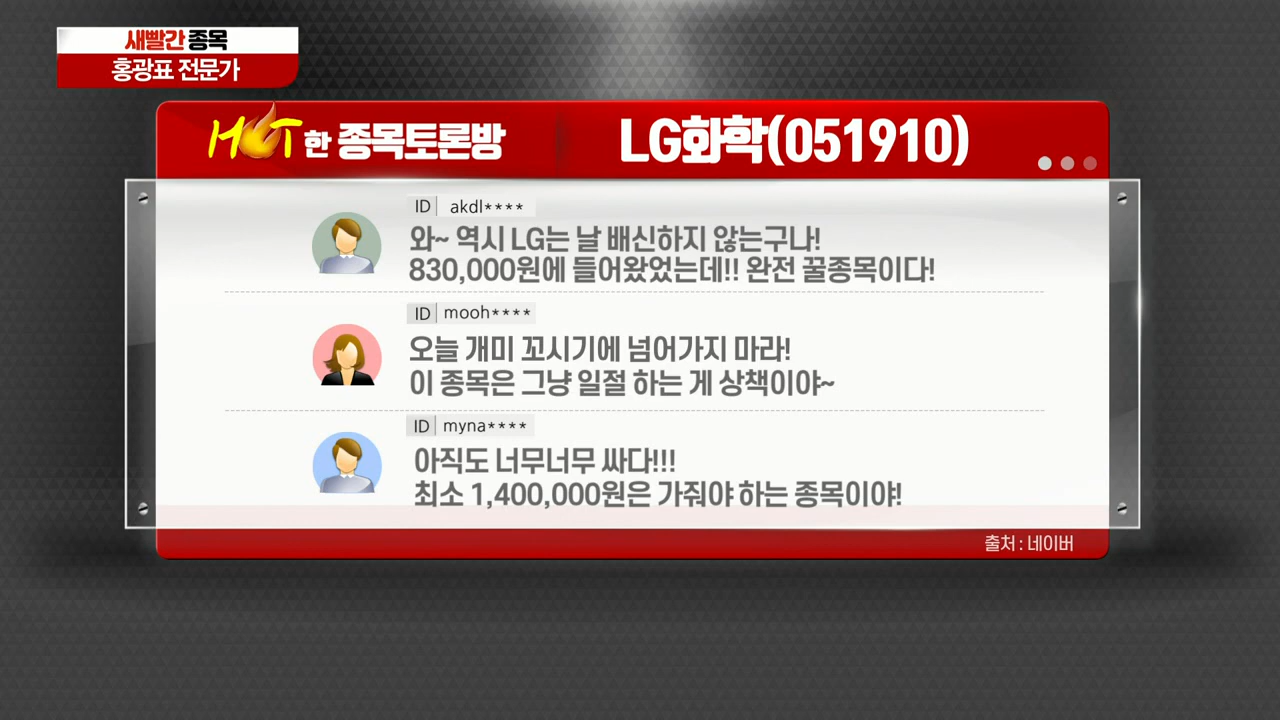 새빨간 종목
홍광표 전문가
HOT한 종목토론방
LG화학(051910)
ID akdl****
와~ 역시 LG는 날 배신하지 않는구나!
830,000원에 들어왔었는데!! 완전 꿀종목이다!
ID mooh****
오늘 개미 꼬시기에 넘어가지 마라!
이 종목은 그냥 일절 하는 게 상책이야~
ID myna****
아직도 너무너무 싸다!!!
최소 1,400,000원은 가줘야 하는 종목이야!
출처 : 네이버